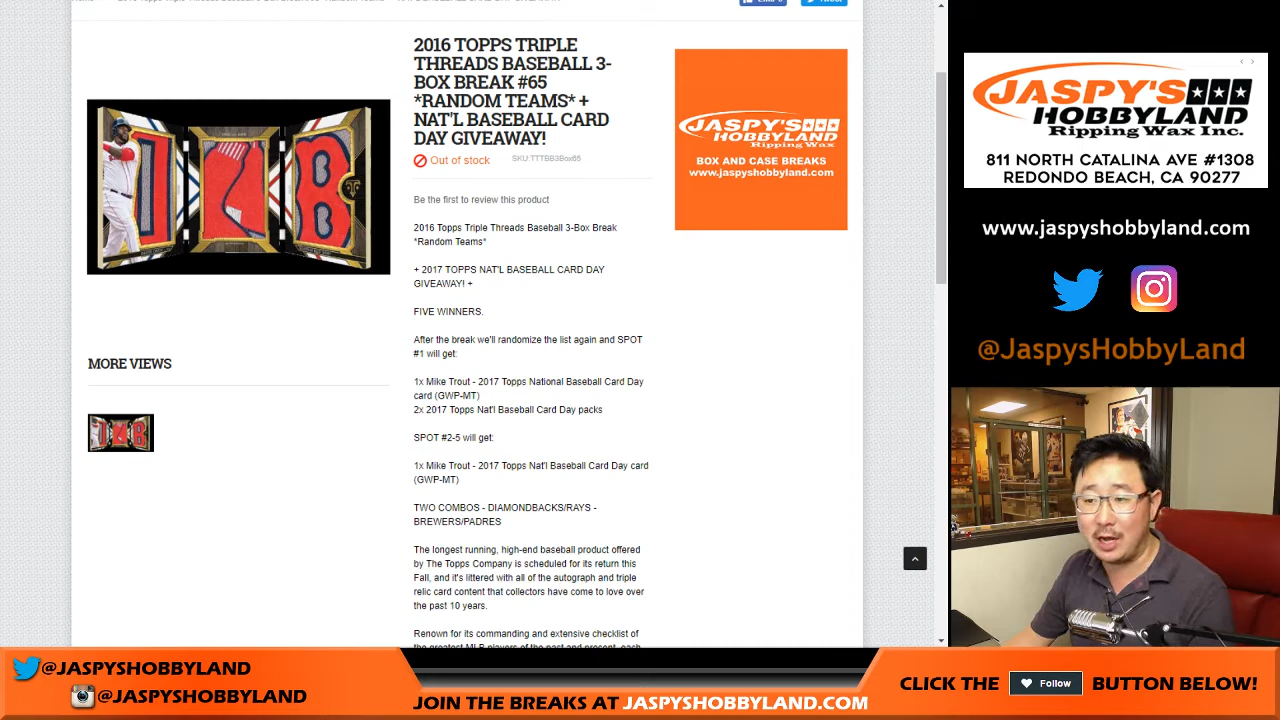 2016 TOPPS TRIPLE
THREADS BASEBALL 3-
BOX BREAK #65
*RANDOM TEAMS* +
NAT'L BASEBALL CARD
DAY GIVEAWAY!
Out of stock
SKU:TTTBB3Box65
Be the first to review this product
2016 Topps Triple Threads Baseball 3-Box Break
*Random Teams*
+ 2017 TOPPS NAT'L BASEBALL CARD DAY
GIVEAWAY! +
FIVE WINNERS.
After the break we'll randomize the list again and SPOT
#1 will get:
1x Mike Trout - 2017 Topps National Baseball Card Day
card (GWP-MT)
2x 2017 Topps Nat'l Baseball Card Day packs
SPOT #2-5 will get:
1x Mike Trout - 2017 Topps Nat'l Baseball Card Day card
(GWP-MT)
TWO COMBOS - DIAMONDBACKS/RAYS -
BREWERS/PADRES
The longest running, high-end baseball product offered
by The Topps Company is scheduled for its return this
Fall, and it's littered with all of the autograph and triple
relic card content that collectors have come to love over
the past 10 years.
Renown for its commanding and extensive checklist of
MORE VIEWS
JASPY'S
HOBBYLAND
Ripping Wax
BOX AND CASE BREAKS
www.jaspyshobbyland.com
JASPY'S
HOBBYLAND
Ripping Wax Inc.
811 NORTH CATALINA AVE #1308
REDONDO BEACH, CA 90277
www.jaspyshobbyland.com
@JaspysHobbyLand
@JASPYSHOBBYLAND
@JASPYSHOBBYLAND
JOIN THE BREAKS AT JASPYSHOBBYLAND.COM
CLICK THE Follow BUTTON BELOW!